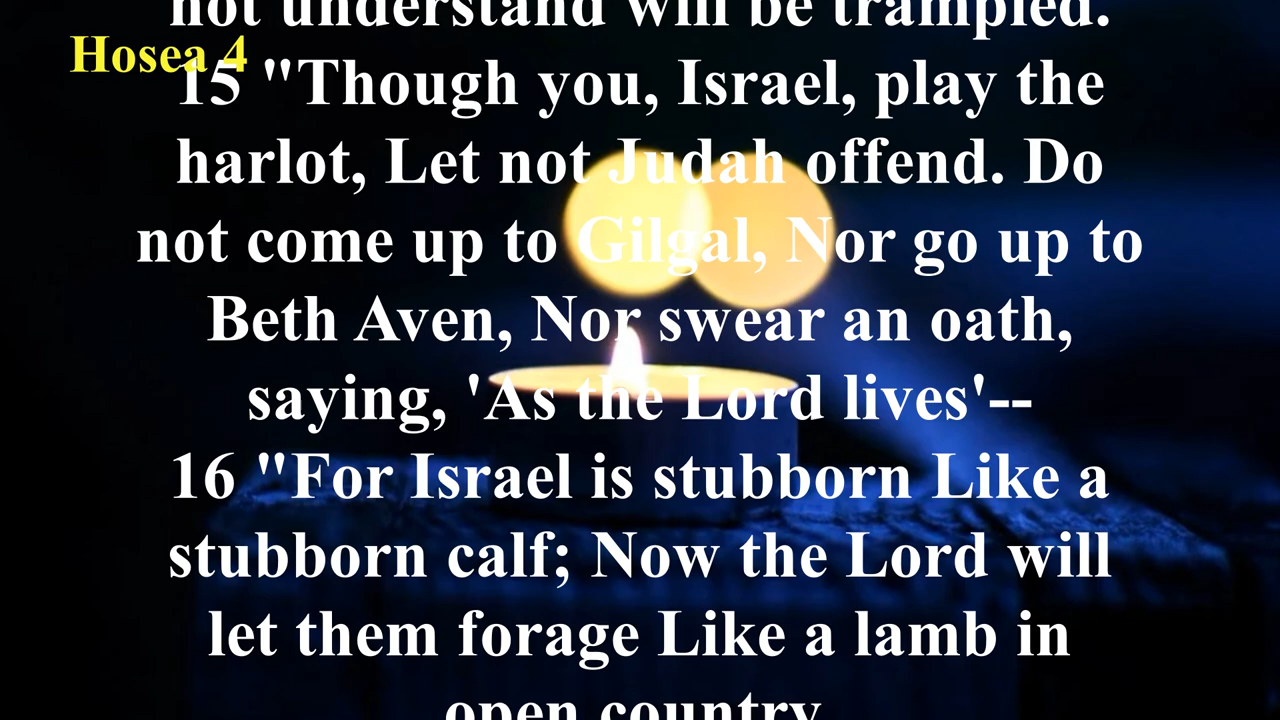 not understand will be trampled.
Hosea 4
15 "Though you, Israel, play the
harlot, Let not Judah offend. Do
not come up to Gilgal, Nor go up to
Beth Aven, Nor swear an oath,
saying, 'As the Lord lives'--
16 "For Israel is stubborn Like a
stubborn calf; Now the Lord will
let them forage Like a lamb in
open country.